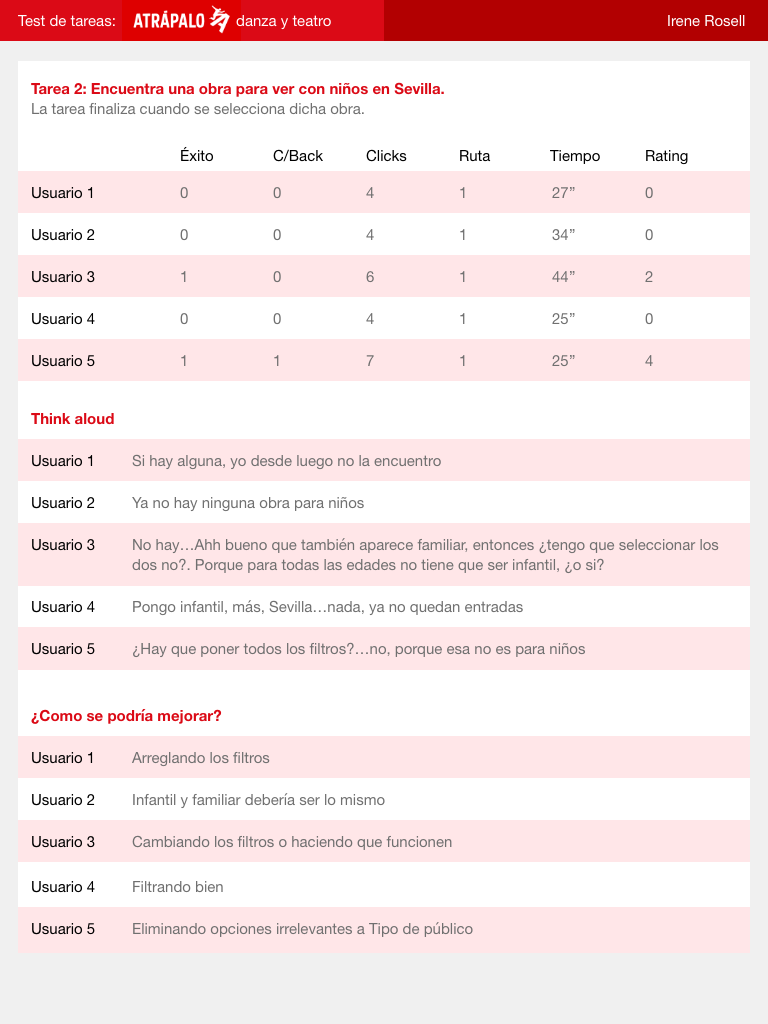 Test de tareas: ATRÁPALO danza y teatro
Irene Rosell
Tarea 2: Encuentra una obra para ver con niños en Sevilla.
La tarea finaliza cuando se selecciona dicha obra.
Éxito C/Back Clicks Ruta Tiempo Rating
Usuario 1 0 0 4 1 27” 0
Usuario 2 0 0 4 1 34” 0
Usuario 3 1 0 6 1 44” 2
Usuario 4 0 0 4 1 25” 0
Usuario 5 1 1 7 1 25” 4
Think aloud
Usuario 1 Si hay alguna, yo desde luego no la encuentro
Usuario 2 Ya no hay ninguna obra para niños
Usuario 3 No hay…Ahh bueno que también aparece familiar, entonces ¿tengo que seleccionar los
dos no?. Porque para todas las edades no tiene que ser infantil, ¿o si?
Usuario 4 Pongo infantil, más, Sevilla…nada, ya no quedan entradas
Usuario 5 ¿Hay que poner todos los filtros?…no, porque esa no es para niños
¿Como se podría mejorar?
Usuario 1 Arreglando los filtros
Usuario 2 Infantil y familiar debería ser lo mismo
Usuario 3 Cambiando los filtros o haciendo que funcionen
Usuario 4 Filtrando bien
Usuario 5 Eliminando opciones irrelevantes a Tipo de público